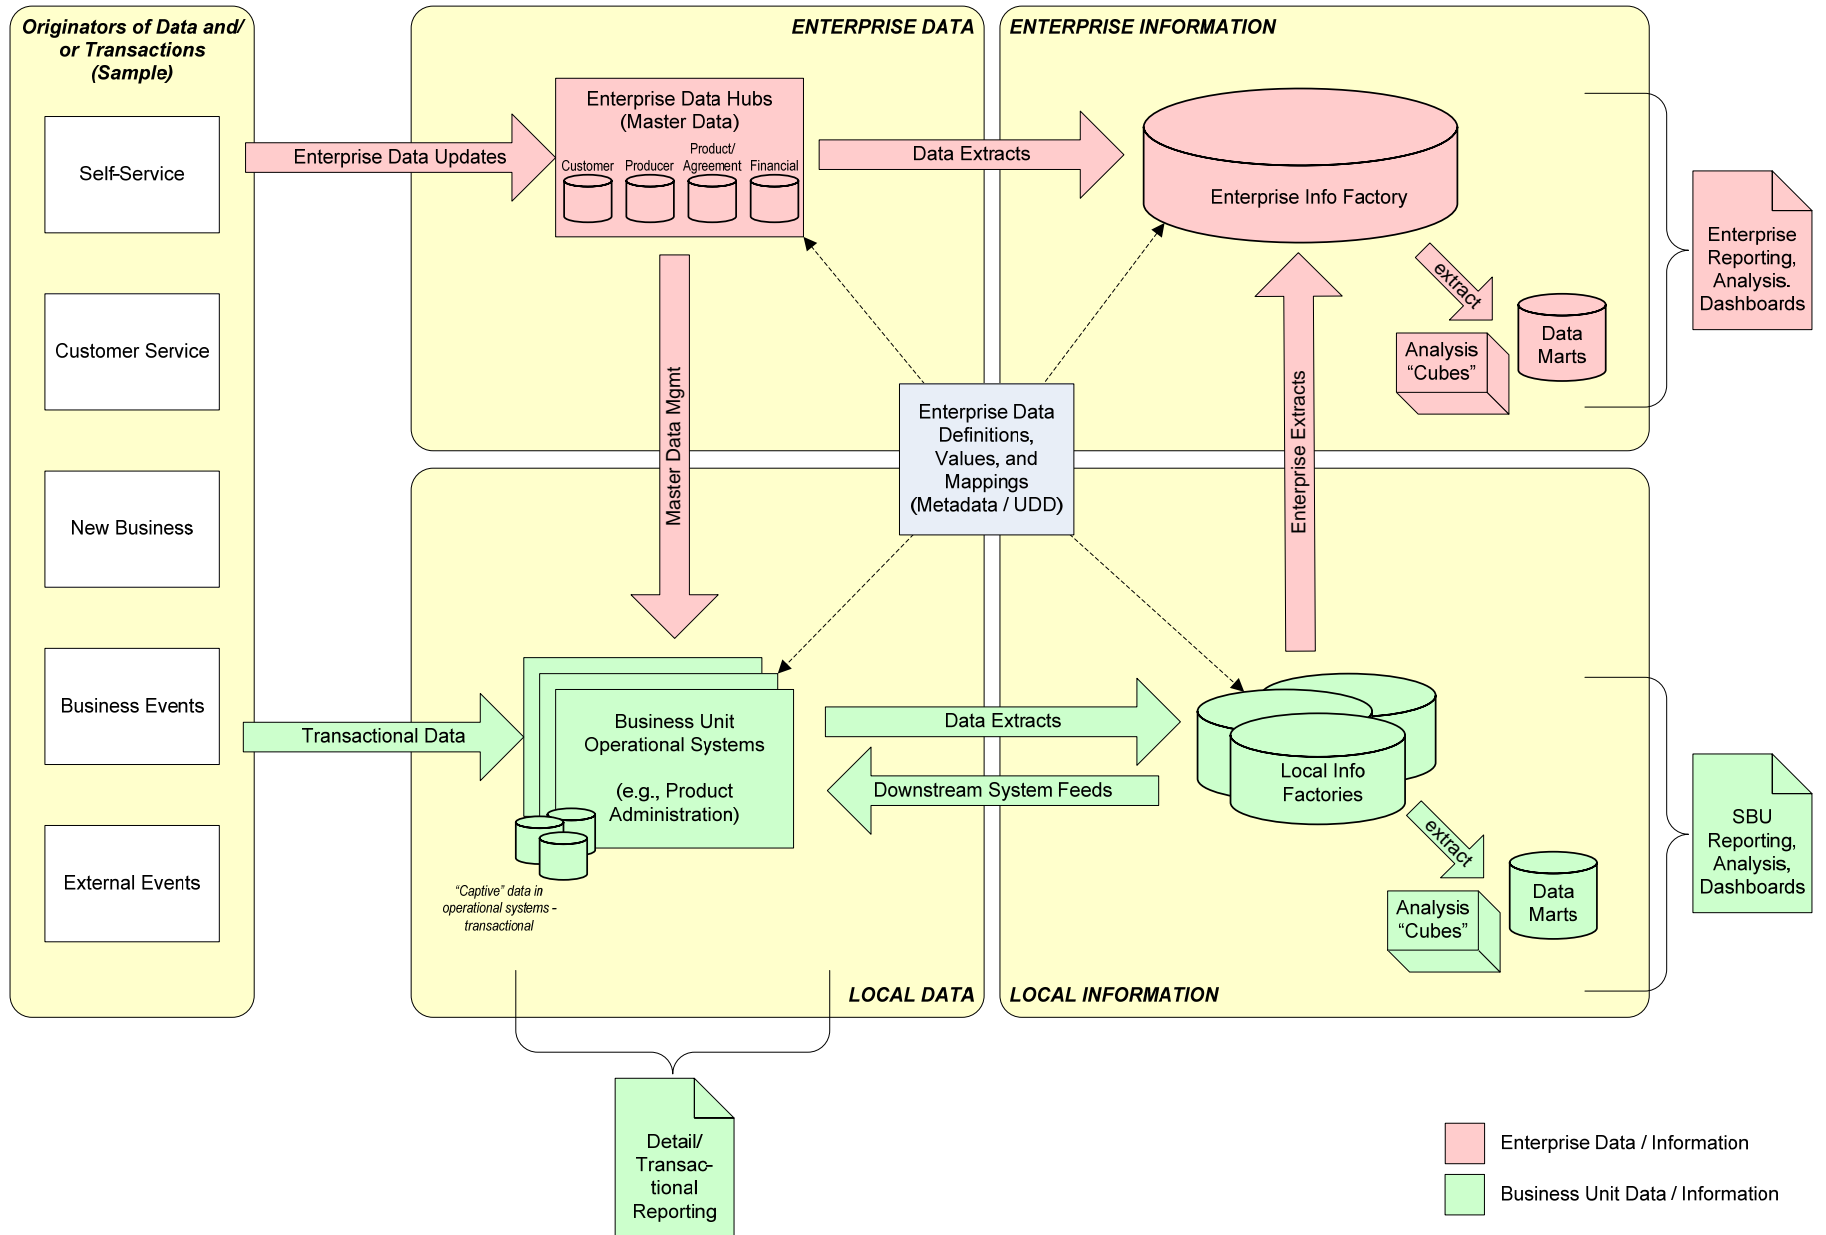 Originators of Data and/
or Transactions
(Sample)
Self-Service
Customer Service
New Business
Business Events
External Events
ENTERPRISE DATA
Enterprise Data Updates
Enterprise Data Hubs
(Master Data)
Customer
Producer
Product/
Agreement
Financial
Data Extracts
Master Data Mgmt
ENTERPRISE INFORMATION
Enterprise Info Factory
extract
Analysis
“Cubes”
Data
Marts
Enterprise Extracts
Enterprise
Reporting,
Analysis.
Dashboards
Enterprise Data
Definitions,
Values, and
Mappings
(Metadata / UDD)
Transactional Data
Business Unit
Operational Systems
(e.g., Product
Administration)
“Captive” data in
operational systems -
transactional
Data Extracts
Downstream System Feeds
LOCAL DATA
Local Info
Factories
extract
Analysis
“Cubes”
Data
Marts
LOCAL INFORMATION
SBU
Reporting,
Analysis,
Dashboards
Detail/
Transac-
tional
Reporting
Enterprise Data / Information
Business Unit Data / Information